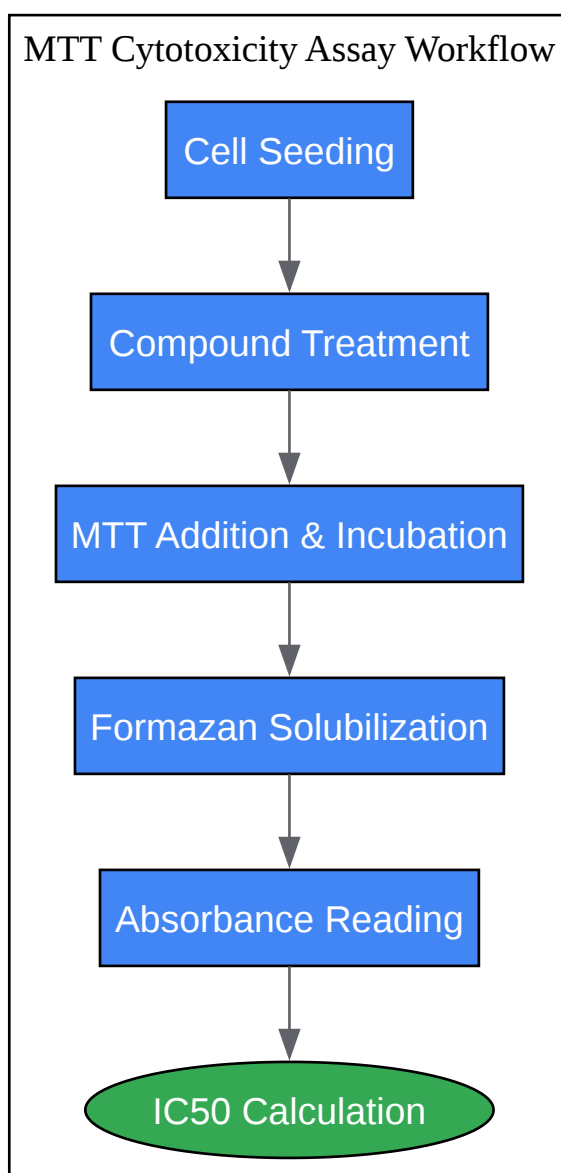 MTT Cytotoxicity Assay Workflow
Cell Seeding
Compound Treatment
MTT Addition & Incubation
Formazan Solubilization
Absorbance Reading
IC50 Calculation